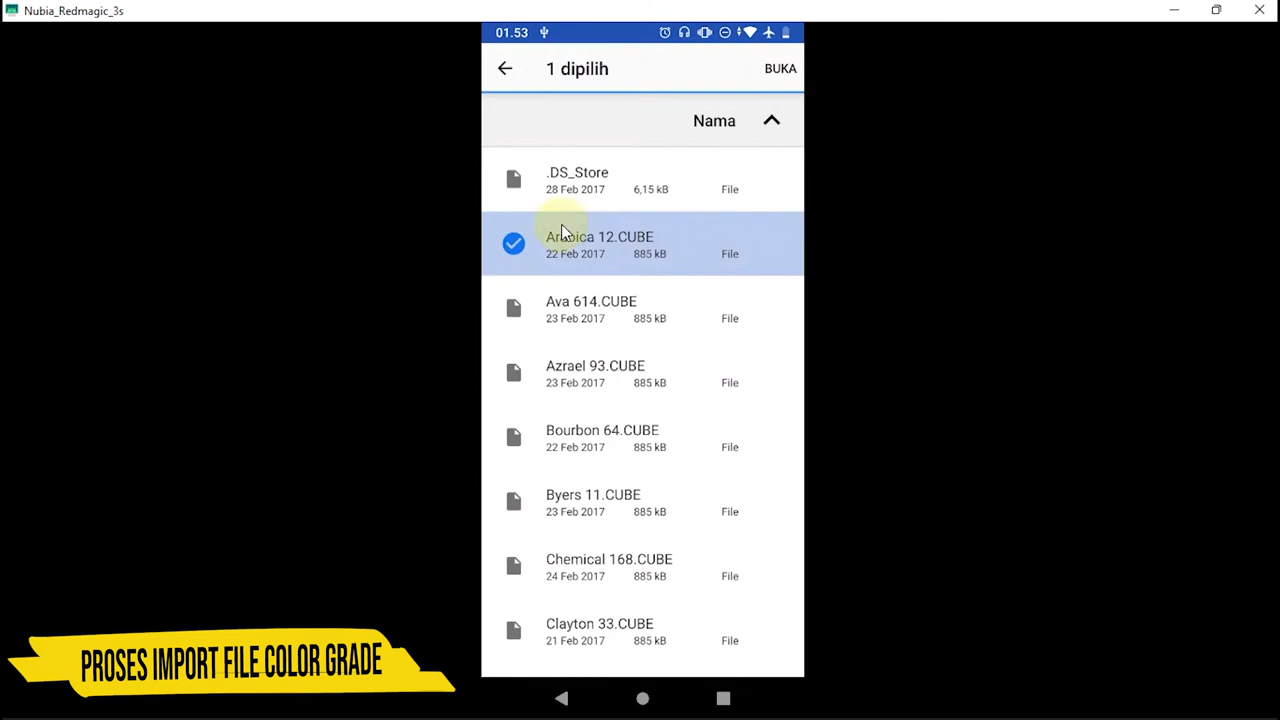 Nubia_Redmagic_3s
01.53
1 dipilih
BUKA
Nama
.DS_Store
28 Feb 2017 6,15 kB File
Arabica 12.CUBE
22 Feb 2017 885 kB File
Ava 614.CUBE
23 Feb 2017 885 kB File
Azrael 93.CUBE
23 Feb 2017 885 kB File
Bourbon 64.CUBE
22 Feb 2017 885 kB File
Byers 11.CUBE
23 Feb 2017 885 kB File
Chemical 168.CUBE
24 Feb 2017 885 kB File
Clayton 33.CUBE
21 Feb 2017 885 kB File
PROSES IMPORT FILE COLOR GRADE